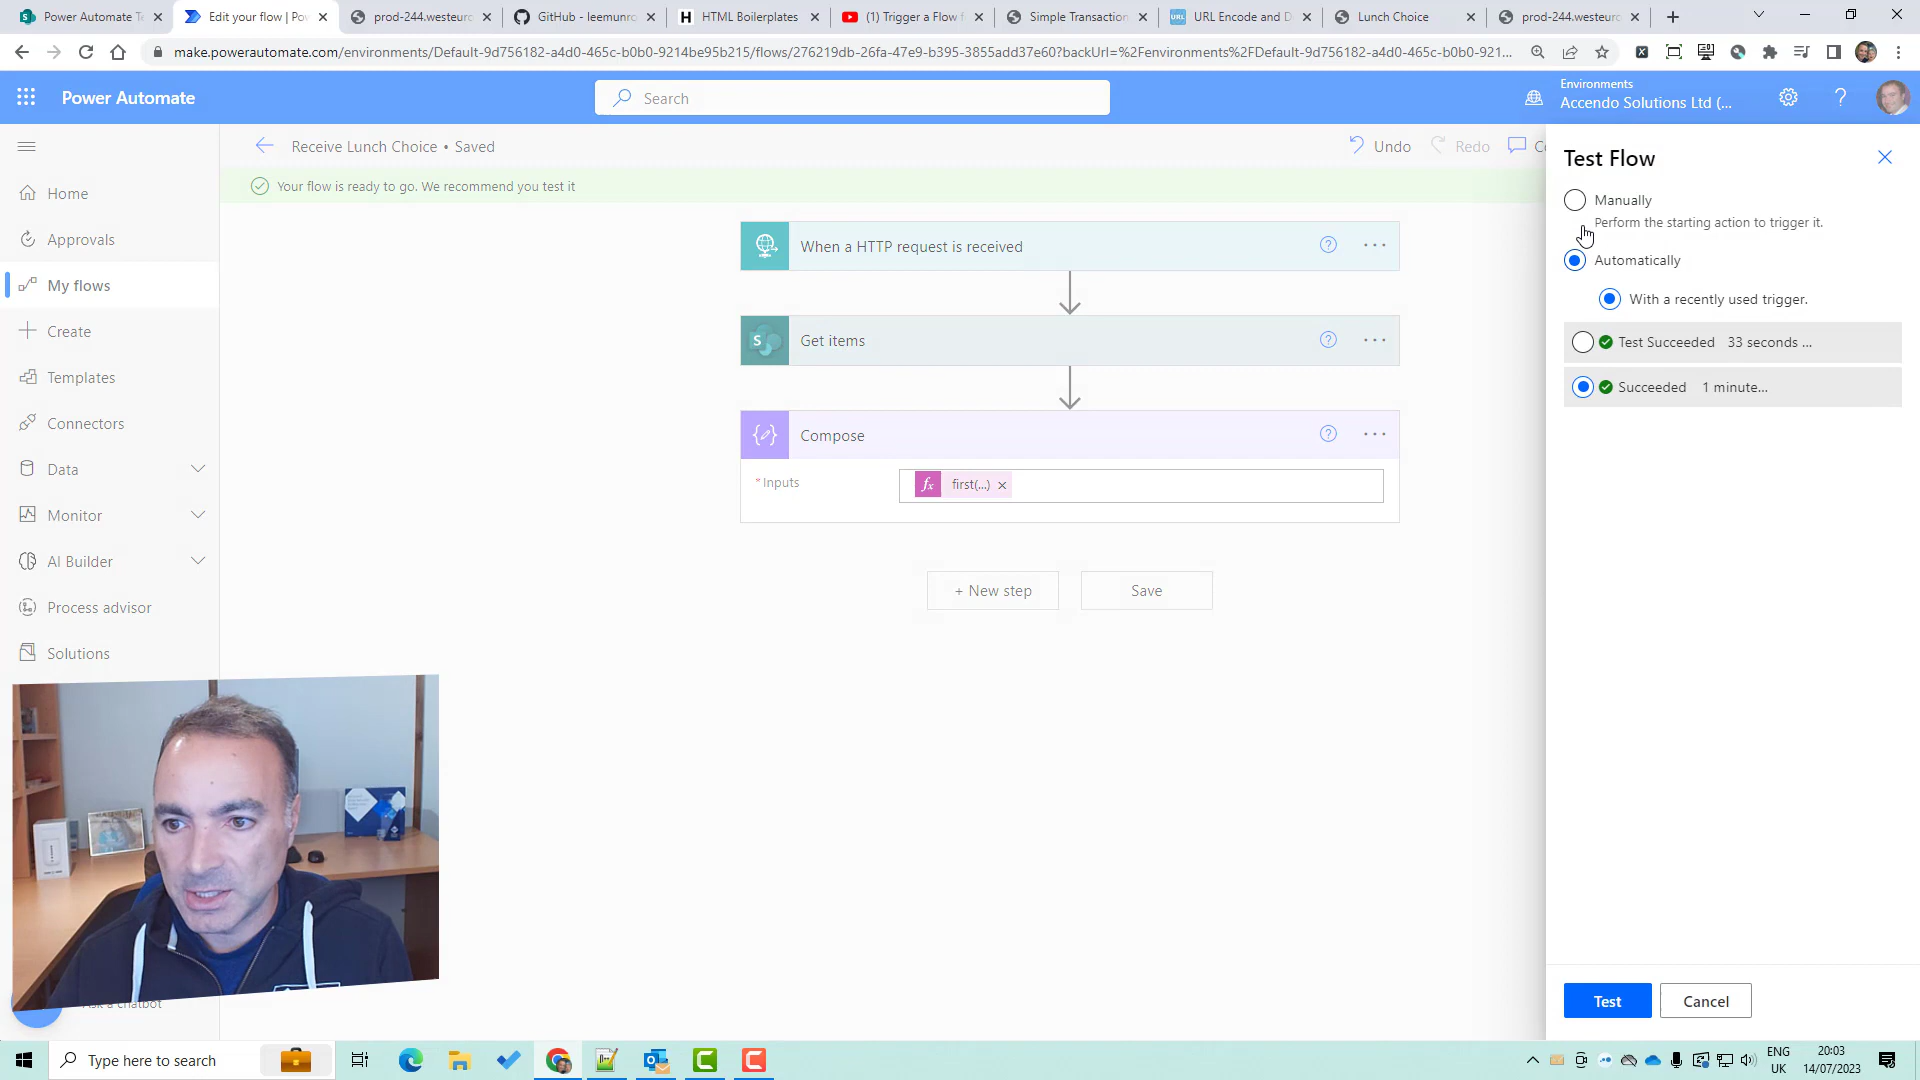 Power Automate Te
Edit your flow | Pow
prod-244.westeuro
GitHub - leemunro
HTML Boilerplates
(1) Trigger a Flow f
Simple Transaction
URL Encode and D
Lunch Choice
prod-244.westeuro
make.powerautomate.com/environments/Default-9d756182-a4d0-465c-b0b0-9214be95b215/flows/276219db-26fa-47e9-b395-3855add37e60?backUrl=%2Fenvironments%2FDefault-9d756182-a4d0-465c-b0b0-921...
Power Automate
Search
Environments
Accendo Solutions Ltd (...
Receive Lunch Choice • Saved
Undo
Redo
Your flow is ready to go. We recommend you test it
Home
Approvals
My flows
Create
Templates
Connectors
Data
Monitor
AI Builder
Process advisor
Solutions
Ask a chatbot
When a HTTP request is received
Get items
Compose
* Inputs
fx first(...) ×
+ New step
Save
Test Flow
Manually
Perform the starting action to trigger it.
Automatically
With a recently used trigger.
Test Succeeded 33 seconds ...
Succeeded 1 minute...
Test
Cancel
Type here to search
ENG
UK
20:03
14/07/2023